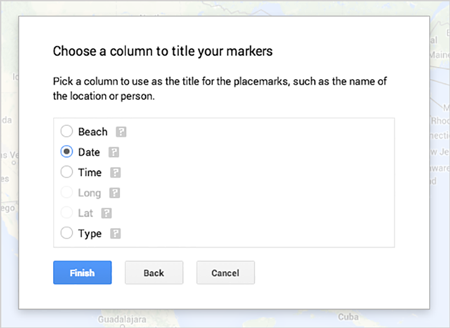 Choose a column to title your markers
Pick a column to use as the title for the placemarks, such as the name of
the location or person.
Beach ?
Date ?
Time ?
Long ?
Lat ?
Type ?
Finish Back Cancel
Maine
Guadalajara
Cuba